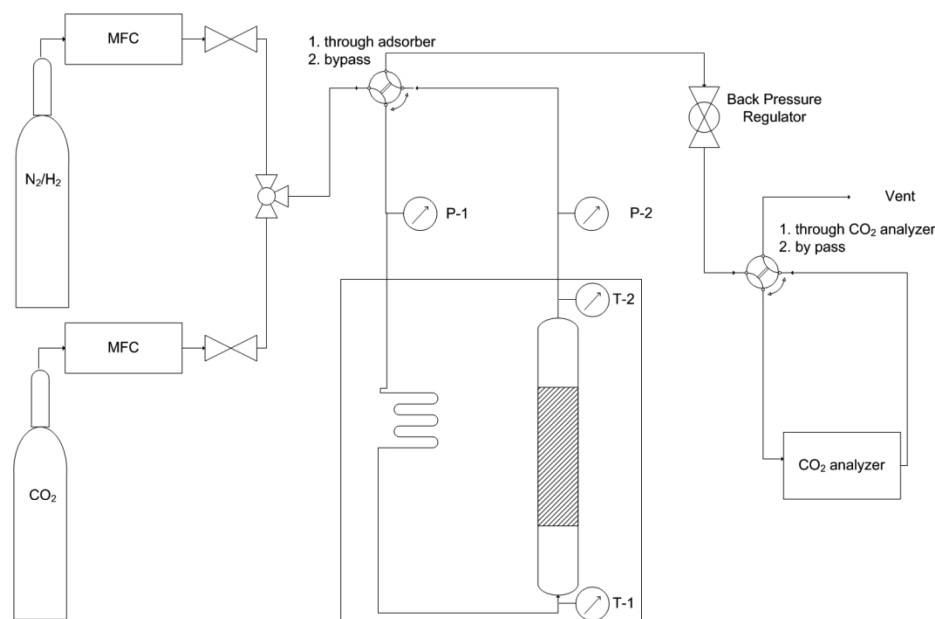 MFC
1. through adsorber
2. bypass
Back Pressure
Regulator
N₂/H₂
P-1
P-2
Vent
1. through CO₂ analyzer
2. by pass
T-2
MFC
CO₂
CO₂ analyzer
T-1